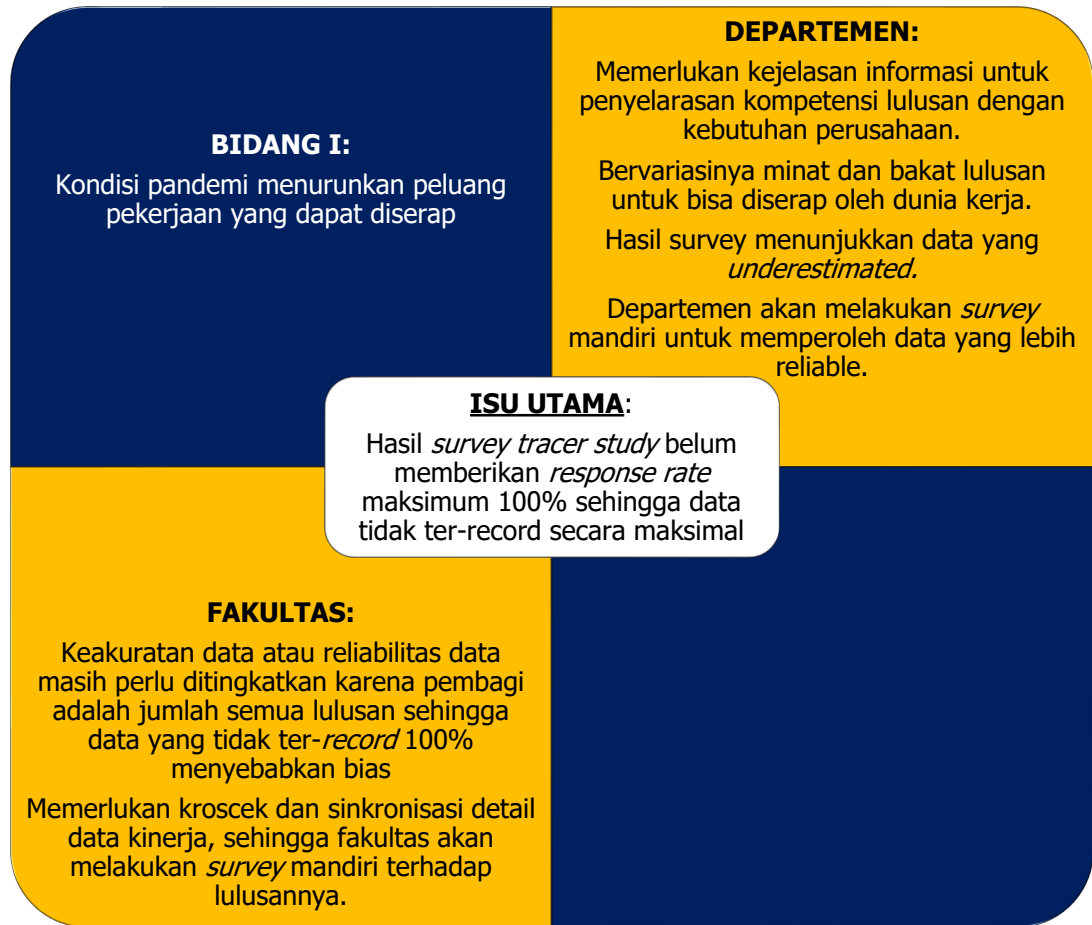 BIDANG I:
Kondisi pandemi menurunkan peluang
pekerjaan yang dapat diserap
DEPARTEMEN:
Memerlukan kejelasan informasi untuk
penyelarasan kompetensi lulusan dengan
kebutuhan perusahaan.
Bervariasinya minat dan bakat lulusan
untuk bisa diserap oleh dunia kerja.
Hasil survey menunjukkan data yang
underestimated.
Departemen akan melakukan survey
mandiri untuk memperoleh data yang lebih
reliable.
ISU UTAMA:
Hasil survey tracer study belum
memberikan response rate
maksimum 100% sehingga data
tidak ter-record secara maksimal
FAKULTAS:
Keakuratan data atau reliabilitas data
masih perlu ditingkatkan karena pembagi
adalah jumlah semua lulusan sehingga
data yang tidak ter-record 100%
menyebabkan bias
Memerlukan kroscek dan sinkronisasi detail
data kinerja, sehingga fakultas akan
melakukan survey mandiri terhadap
lulusannya.